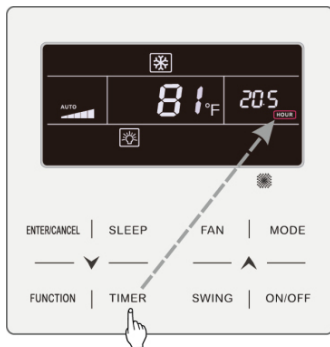 AUTO
81°F
20.5
HOUR
ENTER/CANCEL
SLEEP
FAN
MODE
FUNCTION
TIMER
SWING
ON/OFF